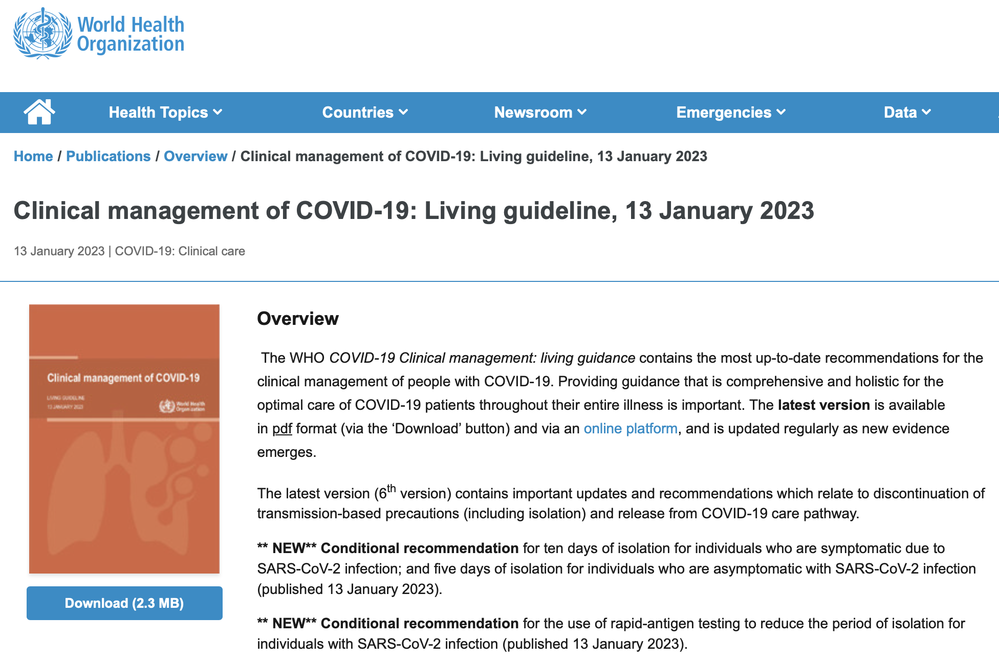 World Health
Organization
Health Topics
Countries
Newsroom
Emergencies
Data
Home / Publications / Overview / Clinical management of COVID-19: Living guideline, 13 January 2023
Clinical management of COVID-19: Living guideline, 13 January 2023
13 January 2023 | COVID-19: Clinical care
Clinical management of COVID-19
LIVING GUIDELINE
13 JANUARY 2023
World Health
Organization
Download (2.3 MB)
Overview
The WHO COVID-19 Clinical management: living guidance contains the most up-to-date recommendations for the
clinical management of people with COVID-19. Providing guidance that is comprehensive and holistic for the
optimal care of COVID-19 patients throughout their entire illness is important. The latest version is available
in pdf format (via the ‘Download’ button) and via an online platform, and is updated regularly as new evidence
emerges.
The latest version (6th version) contains important updates and recommendations which relate to discontinuation of
transmission-based precautions (including isolation) and release from COVID-19 care pathway.
** NEW** Conditional recommendation for ten days of isolation for individuals who are symptomatic due to
SARS-CoV-2 infection; and five days of isolation for individuals who are asymptomatic with SARS-CoV-2 infection
(published 13 January 2023).
** NEW** Conditional recommendation for the use of rapid-antigen testing to reduce the period of isolation for
individuals with SARS-CoV-2 infection (published 13 January 2023).